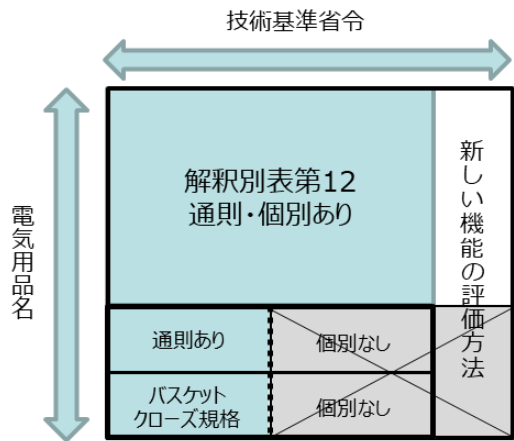 技術基準省令
電気用品名
解釈別表第12
通則・個別あり
新しい機能の評価方法
通則あり
個別なし
バスケット
クローズ規格
個別なし